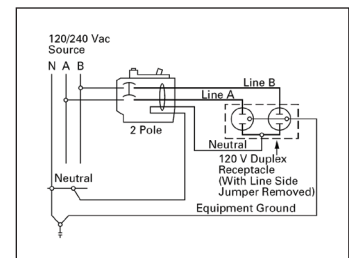 120/240 Vac
Source
N A B
Line B
Line A
2 Pole
Neutral
120 V Duplex
Receptacle
(With Line Side
Jumper Removed)
Neutral
Equipment Ground